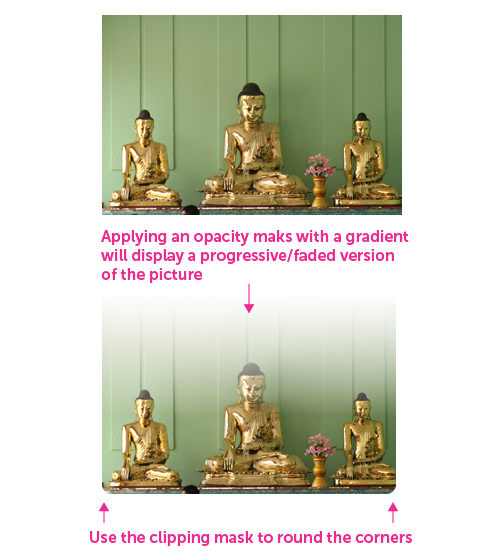 Applying an opacity maks with a gradient
will display a progressive/faded version
of the picture
Use the clipping mask to round the corners